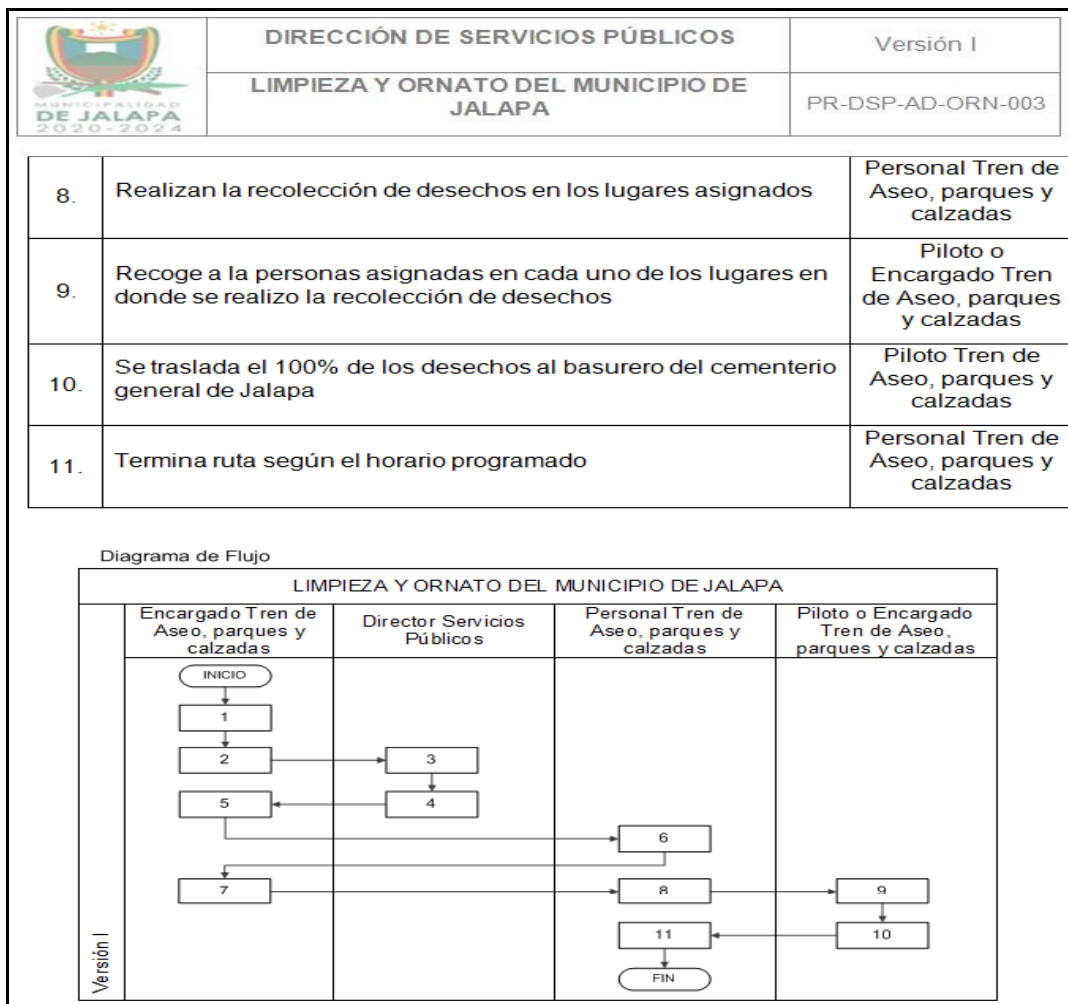 MUNICIPALIDAD
DE JALAPA
2020-2024
DIRECCIÓN DE SERVICIOS PÚBLICOS
Versión I
LIMPIEZA Y ORNATO DEL MUNICIPIO DE
JALAPA
PR-DSP-AD-ORN-003
8.
Realizan la recolección de desechos en los lugares asignados
Personal Tren de
Aseo, parques y
calzadas
9.
Recoge a la personas asignadas en cada uno de los lugares en
donde se realizo la recolección de desechos
Piloto o
Encargado Tren
de Aseo, parques
y calzadas
10.
Se traslada el 100% de los desechos al basurero del cementerio
general de Jalapa
Piloto Tren de
Aseo, parques y
calzadas
11.
Termina ruta según el horario programado
Personal Tren de
Aseo, parques y
calzadas
Diagrama de Flujo
LIMPIEZA Y ORNATO DEL MUNICIPIO DE JALAPA
Encargado Tren de
Aseo, parques y
calzadas
Director Servicios
Públicos
Personal Tren de
Aseo, parques y
calzadas
Piloto o Encargado
Tren de Aseo,
parques y calzadas
INICIO
1
2
3
5
4
6
7
8
9
11
10
FIN
Versión I